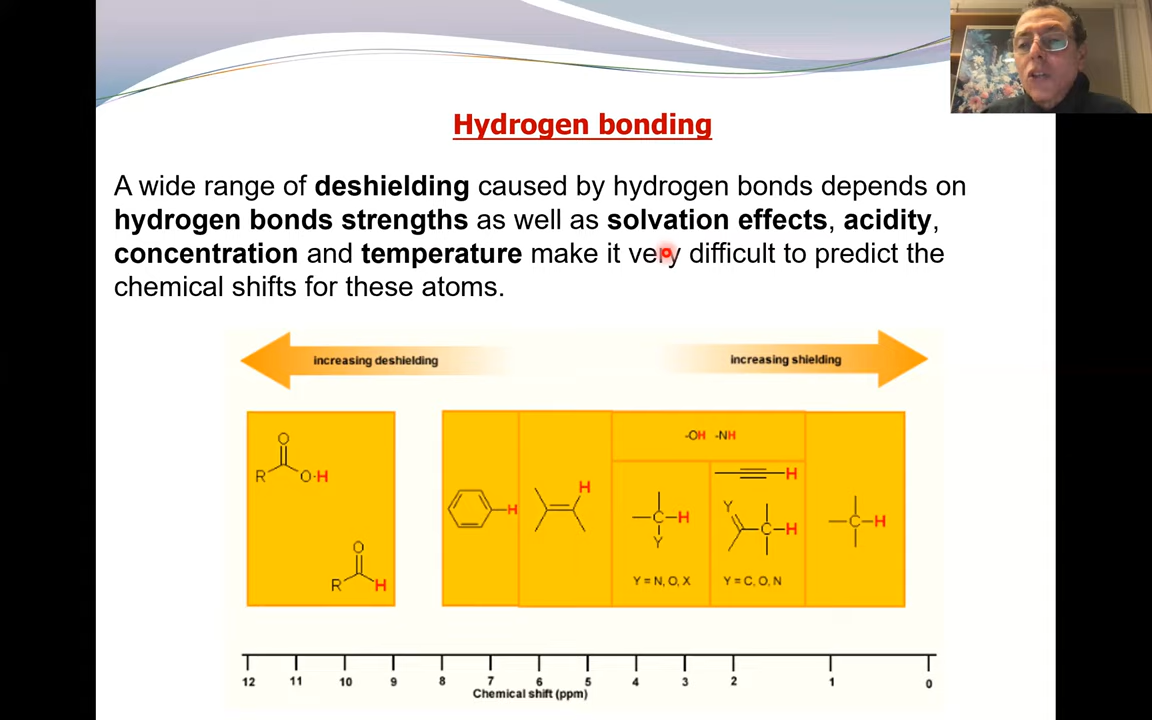 Hydrogen bonding
A wide range of deshielding caused by hydrogen bonds depends on
hydrogen bonds strengths as well as solvation effects, acidity,
concentration and temperature make it very difficult to predict the
chemical shifts for these atoms.
increasing deshielding
increasing shielding
O
R
O-H
O
R
H
H
H
-OH -NH
C-H
Y
Y = N, O, X
H
Y
C-H
Y = C, O, N
C-H
12 11 10 9 8 7 6 5 4 3 2 1 0
Chemical shift (ppm)